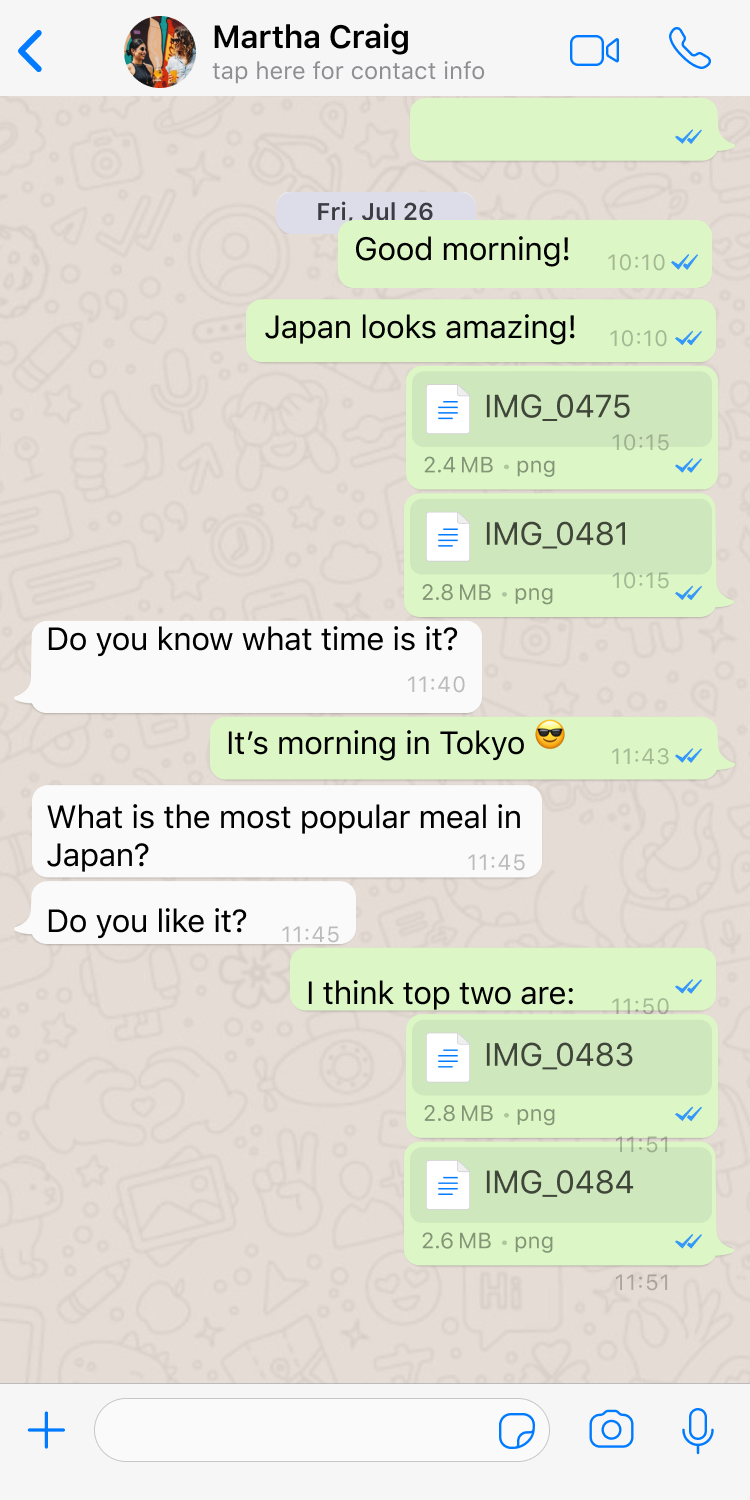 Martha Craig
tap here for contact info
Fri, Jul 26
Good morning!
10:10
Japan looks amazing!
10:10
IMG_0475
10:15
2.4 MB • png
IMG_0481
10:15
2.8 MB • png
Do you know what time is it?
11:40
It's morning in Tokyo 😎
11:43
What is the most popular meal in
Japan?
11:45
Do you like it?
11:45
I think top two are:
11:50
IMG_0483
2.8 MB • png
11:51
IMG_0484
2.6 MB • png
11:51
Hi